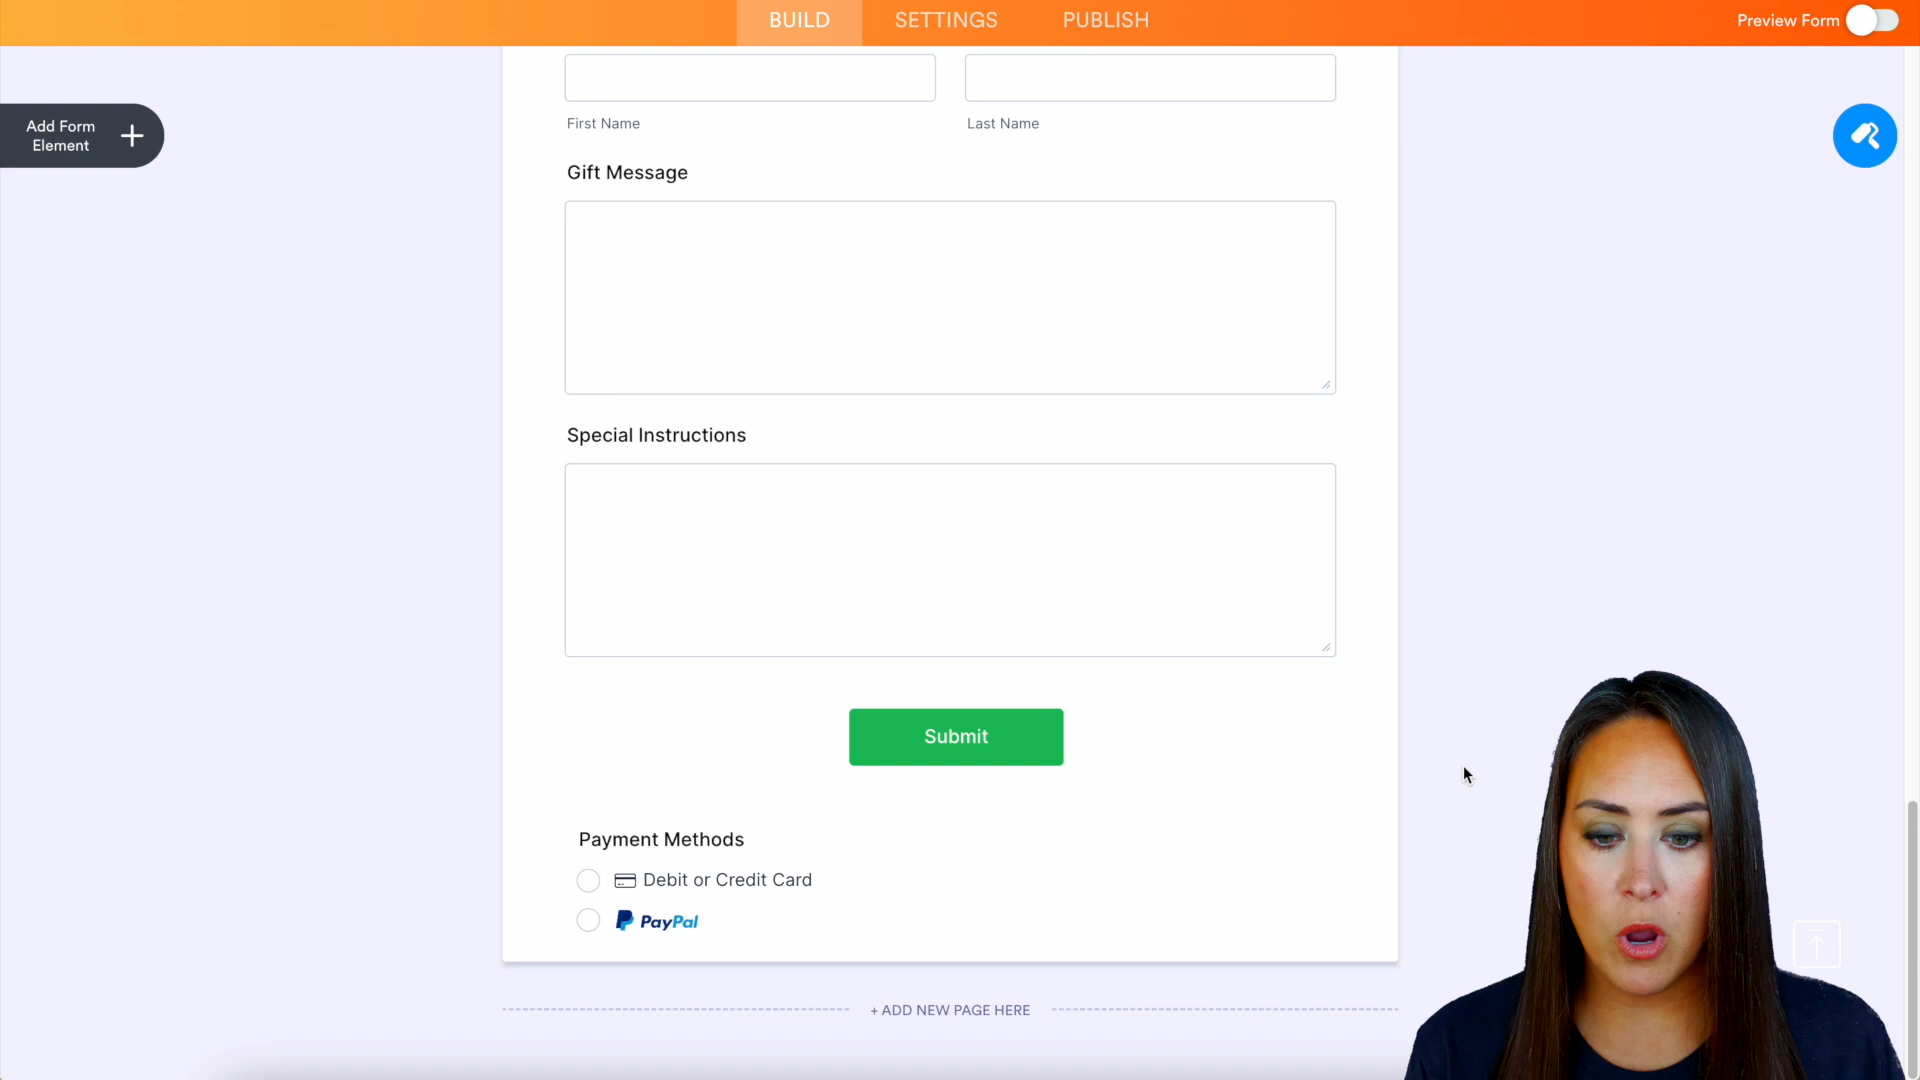 BUILD SETTINGS PUBLISH Preview Form
Add Form
Element
First Name Last Name
Gift Message
Special Instructions
Submit
Payment Methods
Debit or Credit Card
PayPal
+ ADD NEW PAGE HERE